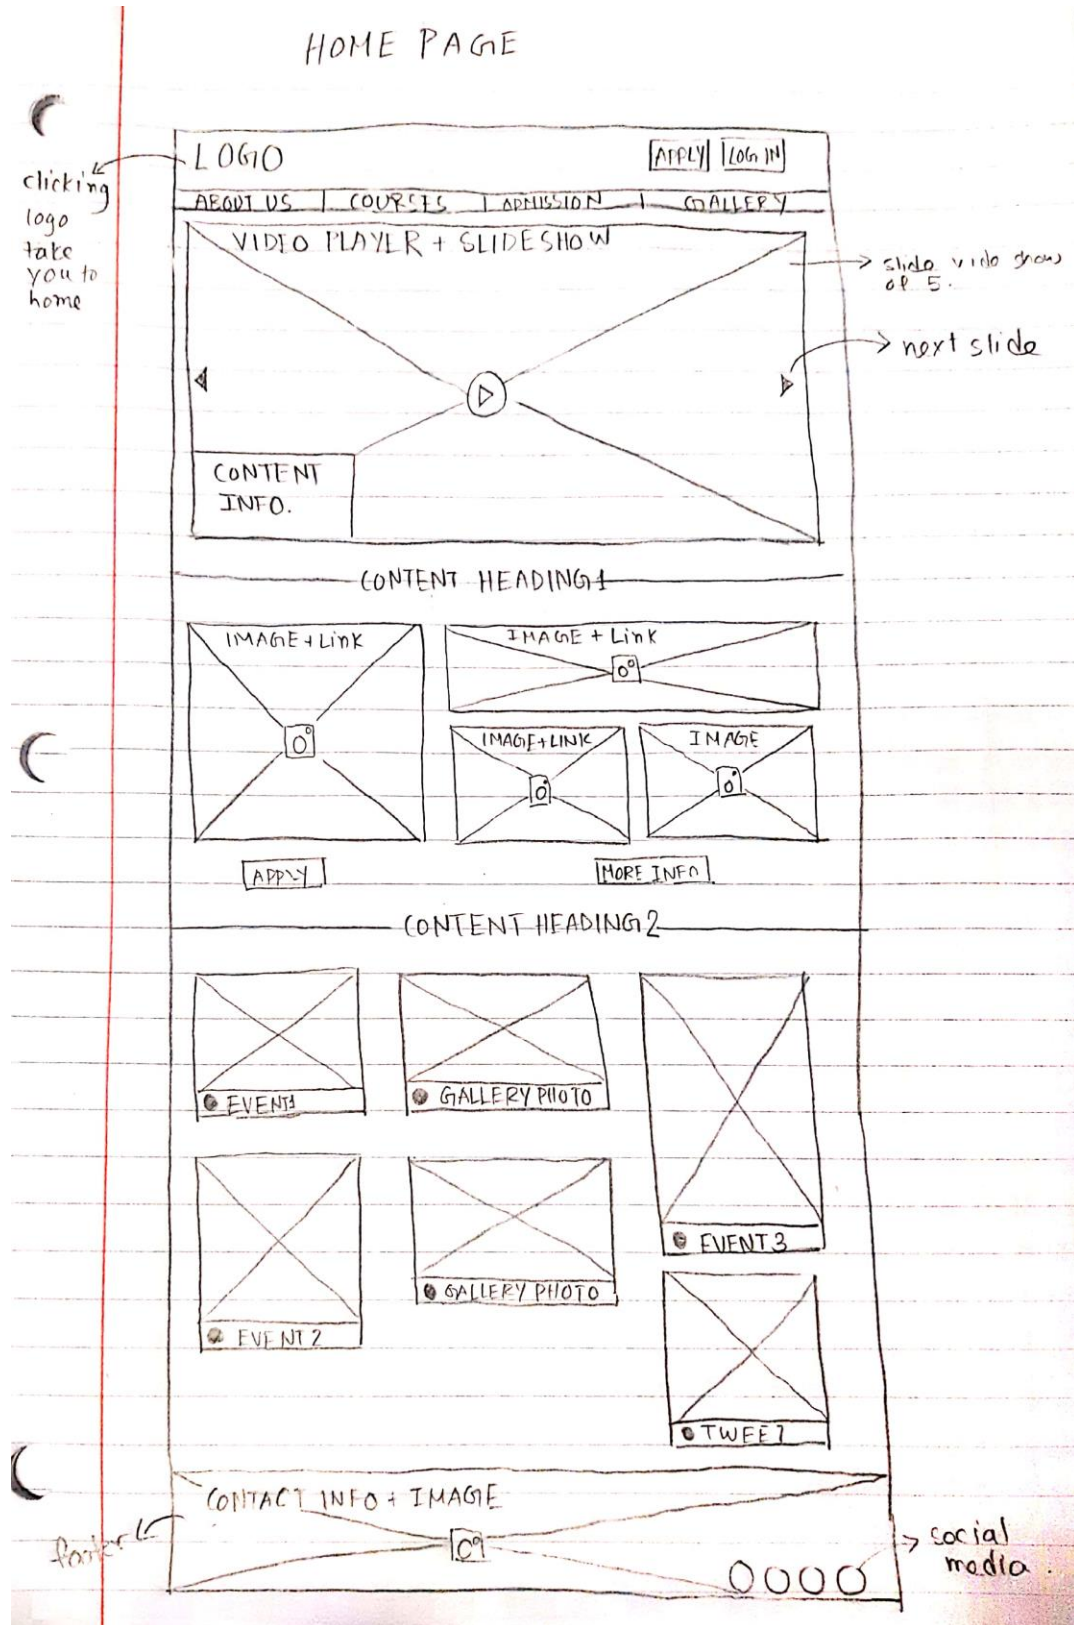 HOME PAGE
LOGO
APPLY
LOG IN
clicking
logo
take
you to
home
ABOUT US | COURSES | ADMISSION | GALLERY
VIDEO PLAYER + SLIDESHOW
slide video shows
of 5.
next slide
CONTENT
INFO.
CONTENT HEADING 1
IMAGE + Link
IMAGE + Link
IMAGE + LINK
IMAGE
APPLY
MORE INFO
CONTENT HEADING 2
EVENT1
GALLERY PHOTO
EVENT 3
EVENT 2
GALLERY PHOTO
TWEET
CONTACT INFO + IMAGE
footer
social
media.